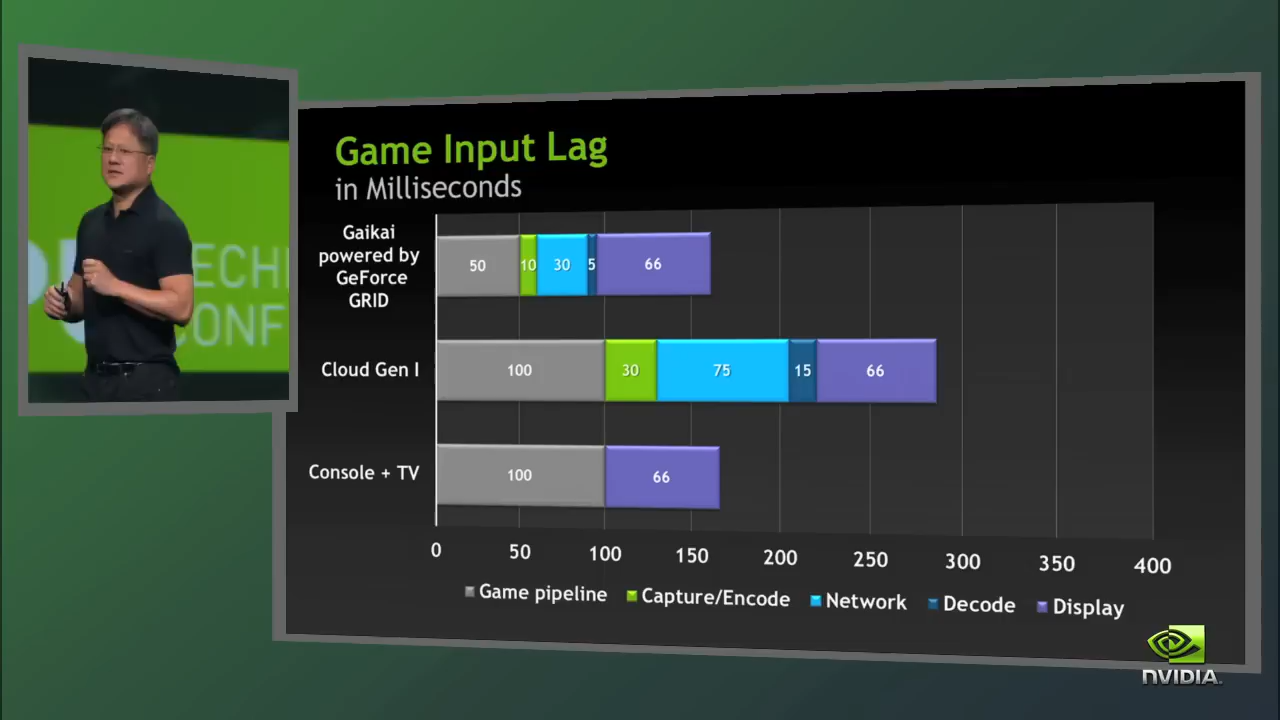 ECH
CONF
Game Input Lag
in Milliseconds
Gaikai
powered by
GeForce
GRID
50 10 30 5 66
Cloud Gen I
100 30 75 15 66
Console + TV
100 66
0 50 100 150 200 250 300 350 400
Game pipeline Capture/Encode Network Decode Display
NVIDIA.